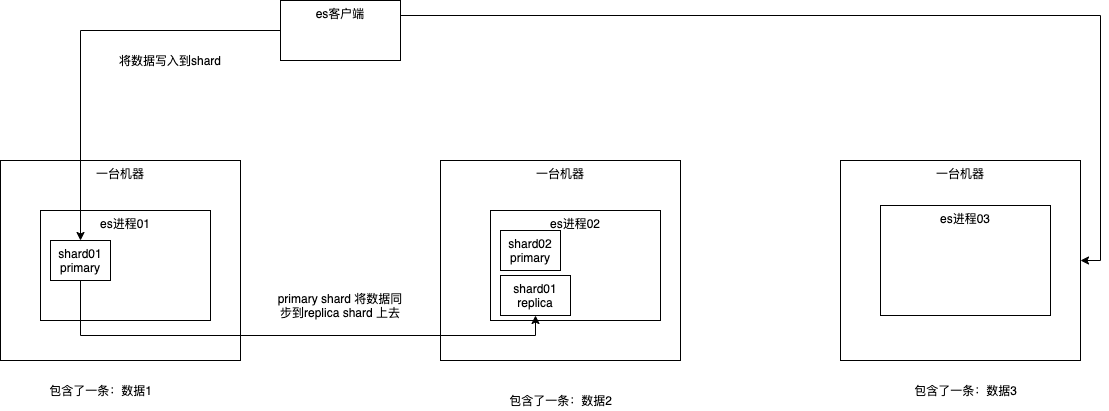 es客户端
将数据写入到shard
一台机器
es进程01
shard01
primary
一台机器
es进程02
shard02
primary
shard01
replica
一台机器
es进程03
primary shard 将数据同
步到replica shard 上去
包含了一条：数据1
包含了一条：数据2
包含了一条：数据3